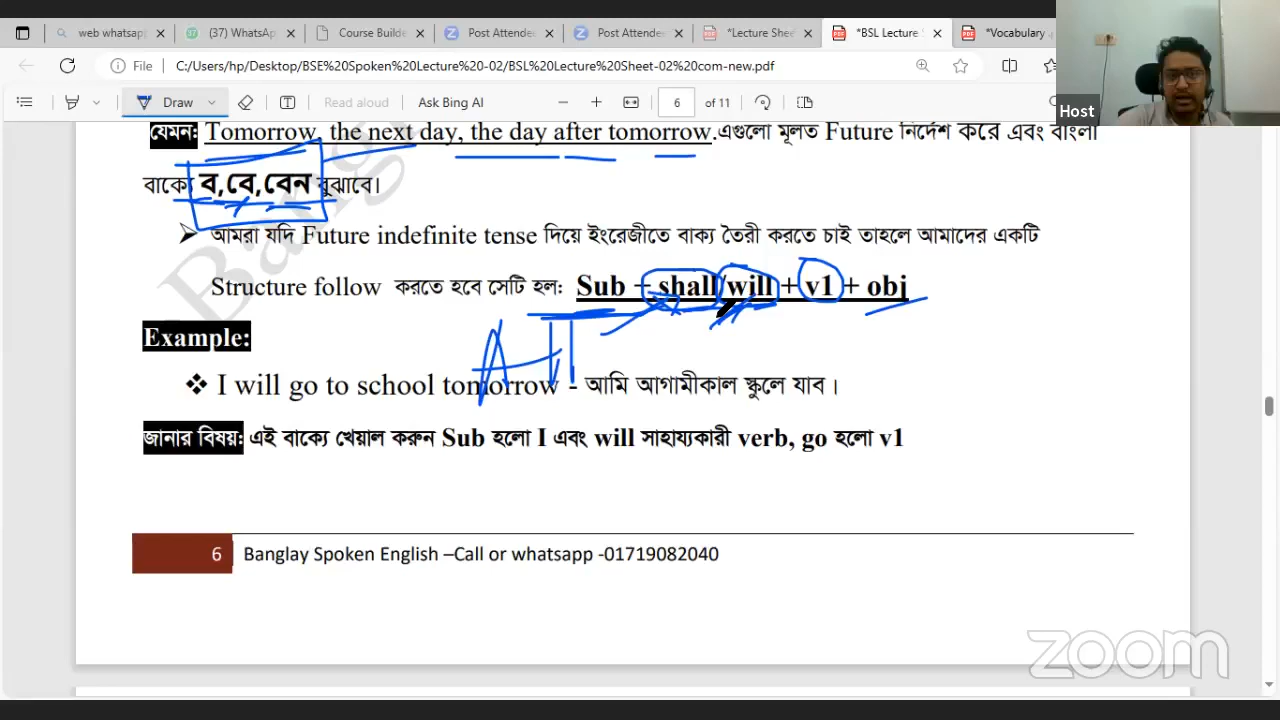 web whatsapp
(37) WhatsAp
Course Builde
Post Attende
Post Attende
*Lecture Shee
*BSL Lecture
*Vocabulary
File
C:/Users/hp/Desktop/BSE%20Spoken%20Lecture%20-02/BSL%20Lecture%20Sheet-02%20com-new.pdf
Draw
Read aloud
Ask Bing AI
6 of 11
Host
যেমন: Tomorrow, the next day, the day after tomorrow.এগুলো মূলত Future নির্দেশ করে এবং বাংলা
বাক্যে ব,বে,বেন বুঝাবে।
আমরা যদি Future indefinite tense দিয়ে ইংরেজীতে বাক্য তৈরী করতে চাই তাহলে আমাদের একটি
Structure follow করতে হবে সেটি হল: Sub + shall/will + v1 + obj
Example:
I will go to school tomorrow - আমি আগামীকাল স্কুলে যাব।
জানার বিষয়: এই বাক্যে খেয়াল করুন Sub হলো I এবং will সাহায্যকারী verb, go হলো v1
6 Banglay Spoken English –Call or whatsapp -01719082040
zoom